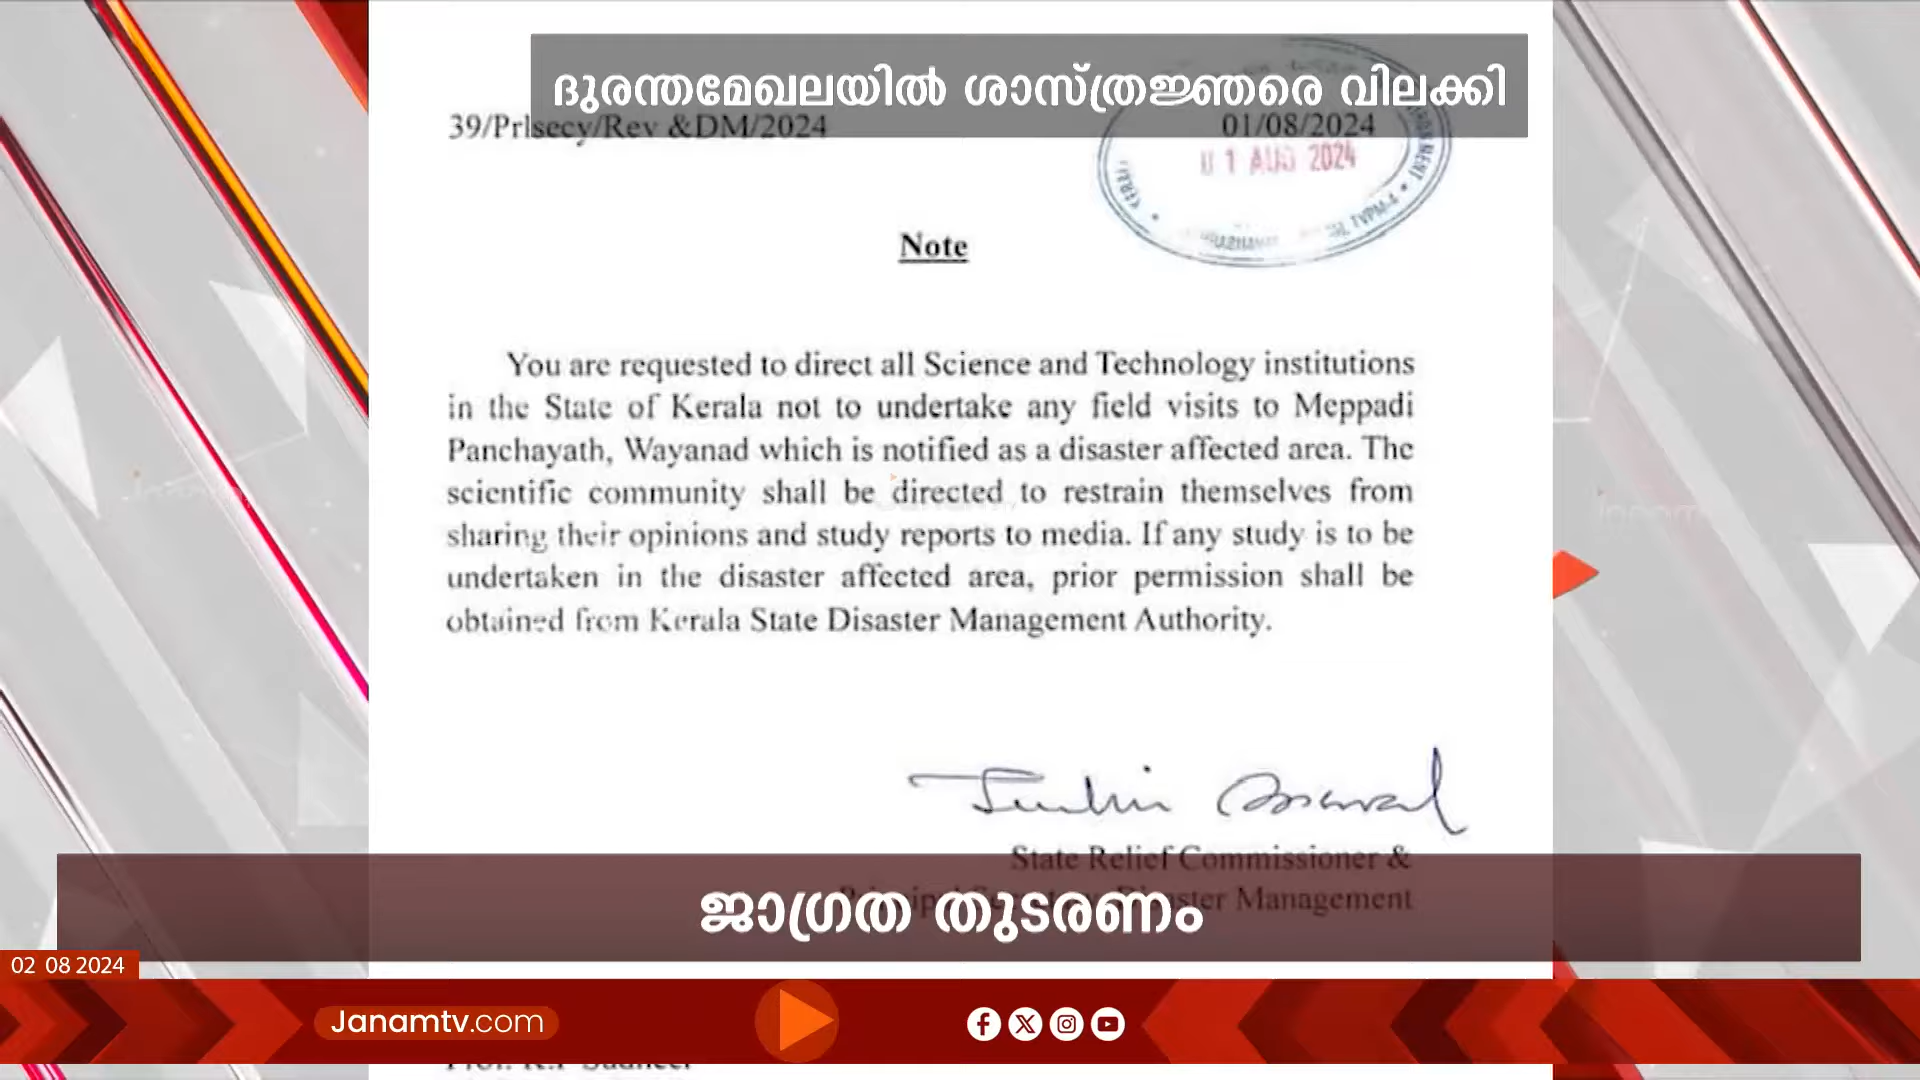 ദുരന്തമേഖലയിൽ ശാസ്ത്രജ്ഞരെ വിലക്കി
39/Prlsecy/Rev &DM/2024 01/08/2024
01 AUG 2024
TVPM-4
Note
You are requested to direct all Science and Technology institutions
in the State of Kerala not to undertake any field visits to Meppadi
Panchayath, Wayanad which is notified as a disaster affected area. The
scientific community shall be directed to restrain themselves from
sharing their opinions and study reports to media. If any study is to be
undertaken in the disaster affected area, prior permission shall be
obtained from Kerala State Disaster Management Authority.
State Relief Commissioner &
Disaster Management
ജാഗ്രത തുടരണം
02 08 2024
Janamtv.com